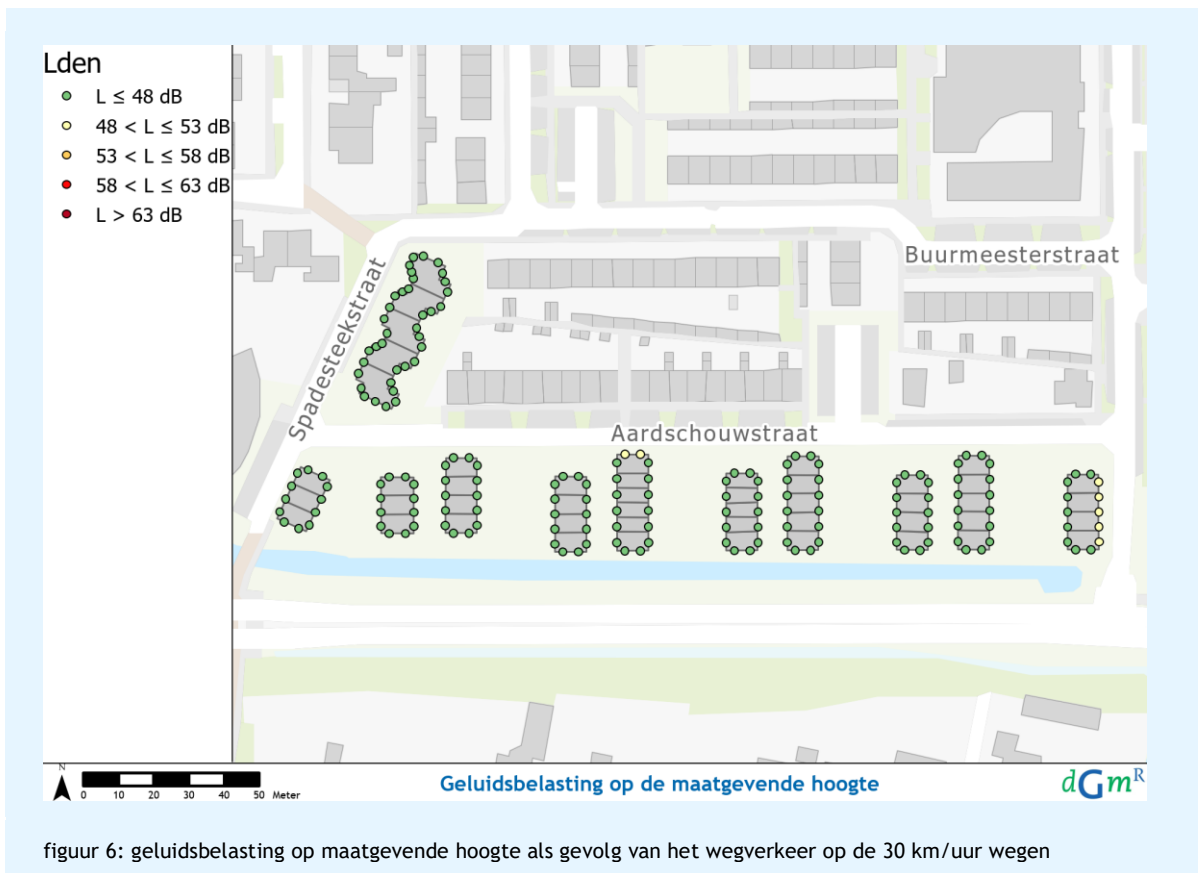 Lden
L ≤ 48 dB
48 < L ≤ 53 dB
53 < L ≤ 58 dB
58 < L ≤ 63 dB
L > 63 dB
Buurmeesterstraat
Spadesteekstraat
Aardschouwstraat
N
0 10 20 30 40 50 Meter
Geluidsbelasting op de maatgevende hoogte
dGmR
figuur 6: geluidsbelasting op maatgevende hoogte als gevolg van het wegverkeer op de 30 km/uur wegen